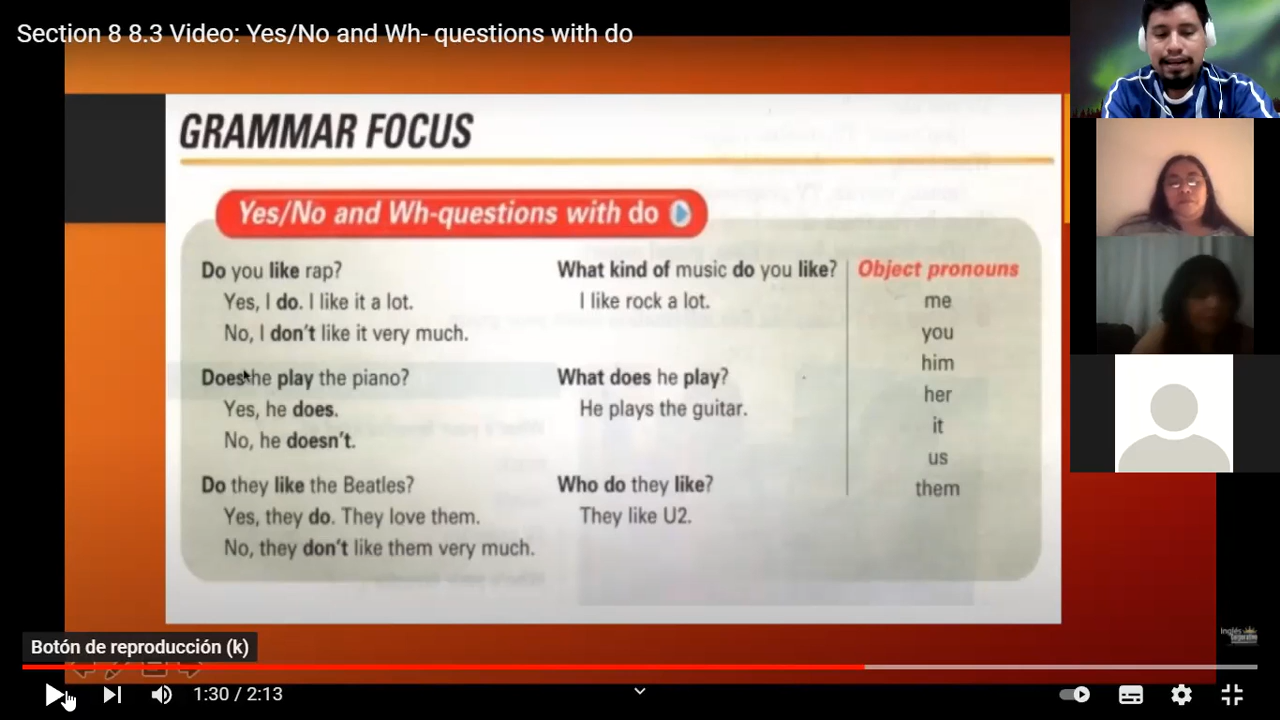 Section 8 8.3 Video: Yes/No and Wh- questions with do
GRAMMAR FOCUS
Yes/No and Wh-questions with do
Do you like rap?
Yes, I do. I like it a lot.
No, I don't like it very much.
Does he play the piano?
Yes, he does.
No, he doesn't.
Do they like the Beatles?
Yes, they do. They love them.
No, they don't like them very much.
What kind of music do you like?
I like rock a lot.
What does he play?
He plays the guitar.
Who do they like?
They like U2.
Object pronouns
me
you
him
her
it
us
them
Botón de reproducción (k)
1:30 / 2:13